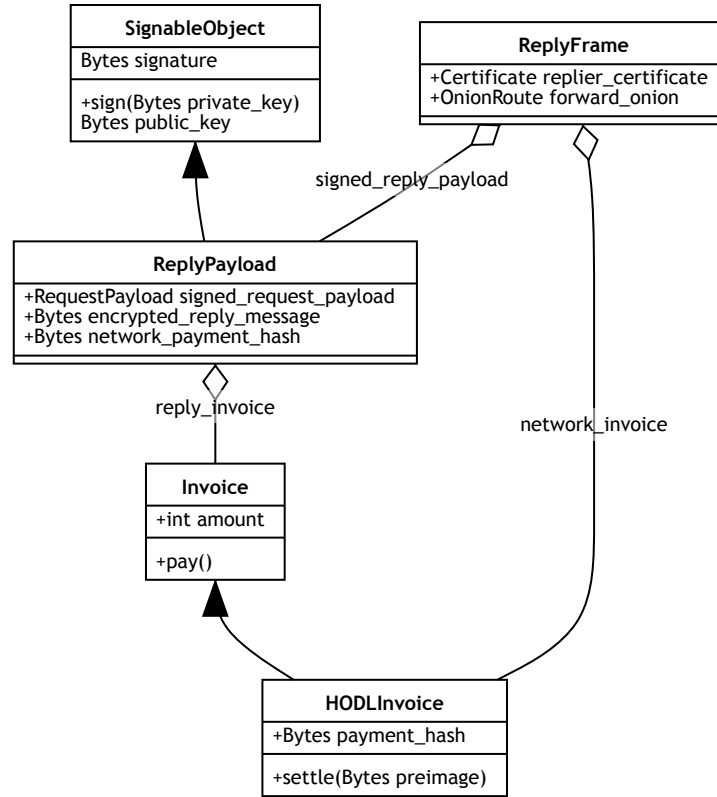 SignableObject
Bytes signature
+sign(Bytes private_key)
Bytes public_key
ReplyFrame
+Certificate replier_certificate
+OnionRoute forward_onion
signed_reply_payload
ReplyPayload
+RequestPayload signed_request_payload
+Bytes encrypted_reply_message
+Bytes network_payment_hash
reply_invoice
network_invoice
Invoice
+int amount
+pay()
HODLInvoice
+Bytes payment_hash
+settle(Bytes preimage)